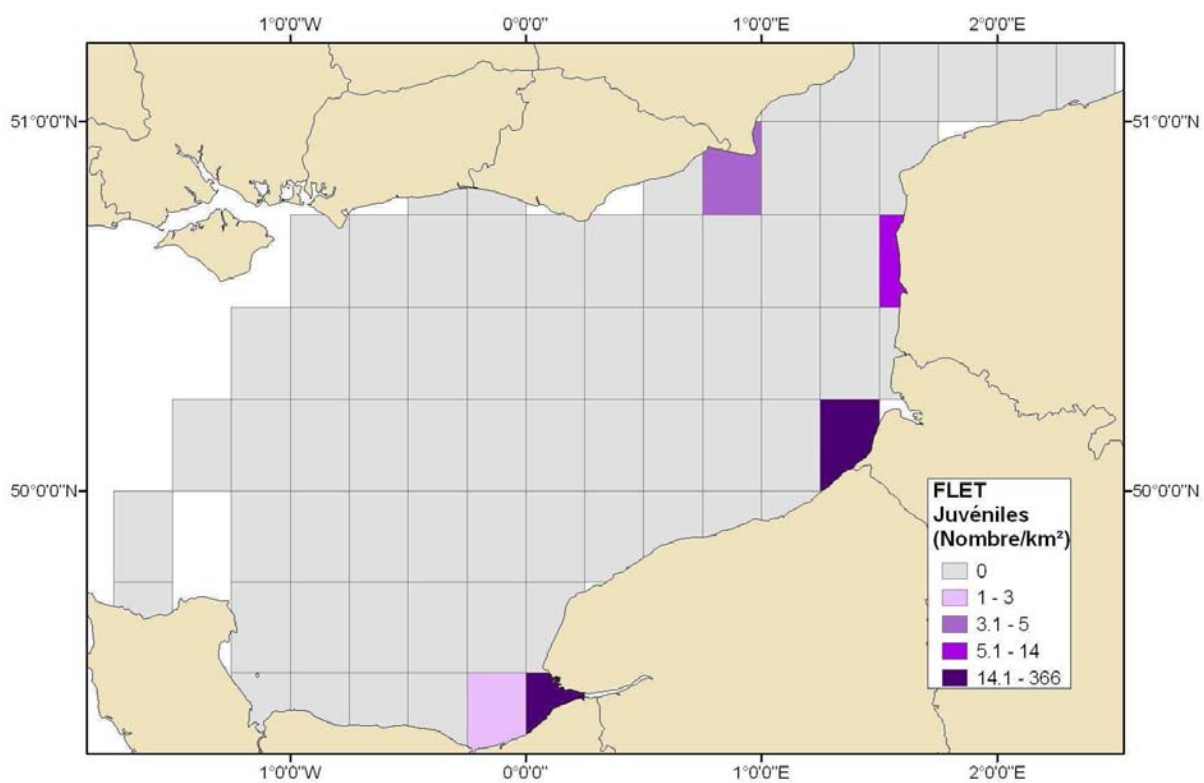 1°0'0"W 0°0'0" 1°0'0"E 2°0'0"E
51°0'0"N 51°0'0"N
50°0'0"N 50°0'0"N
FLET
Juvéniles
(Nombre/km²)
0
1 - 3
3.1 - 5
5.1 - 14
14.1 - 366
1°0'0"W 0°0'0" 1°0'0"E 2°0'0"E